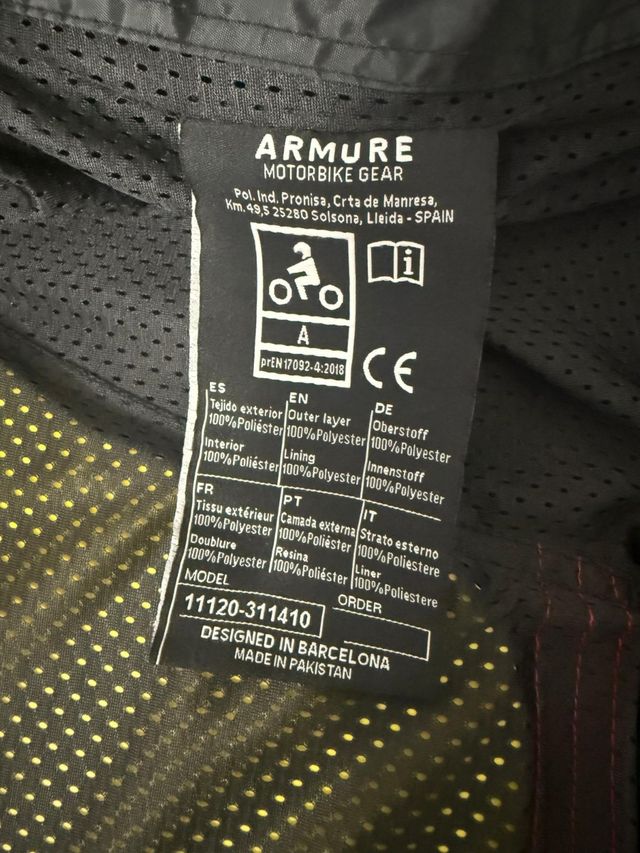 ARMURE
MOTORBIKE GEAR
Pol. Ind. Pronisa, Crta de Manresa,
Km. 49,5 25280 Solsona, Lleida - SPAIN
i
A
prEN17092-4:2018
CE
ES
Tejido exterior
100%Poliéster
Interior
100%Poliéster
EN
Outer layer
100%Polyester
Lining
100%Polyester
DE
Oberstoff
100%Polyester
Innenstoff
100%Polyester
FR
Tissu extérieur
100%Polyester
Doublure
100%Polyester
PT
Camada externa
100%Poliéster
Resina
100%Poliéster
IT
Strato esterno
100%Poliestere
Liner
100%Poliestere
MODEL
11120-311410
ORDER
DESIGNED IN BARCELONA
MADE IN PAKISTAN